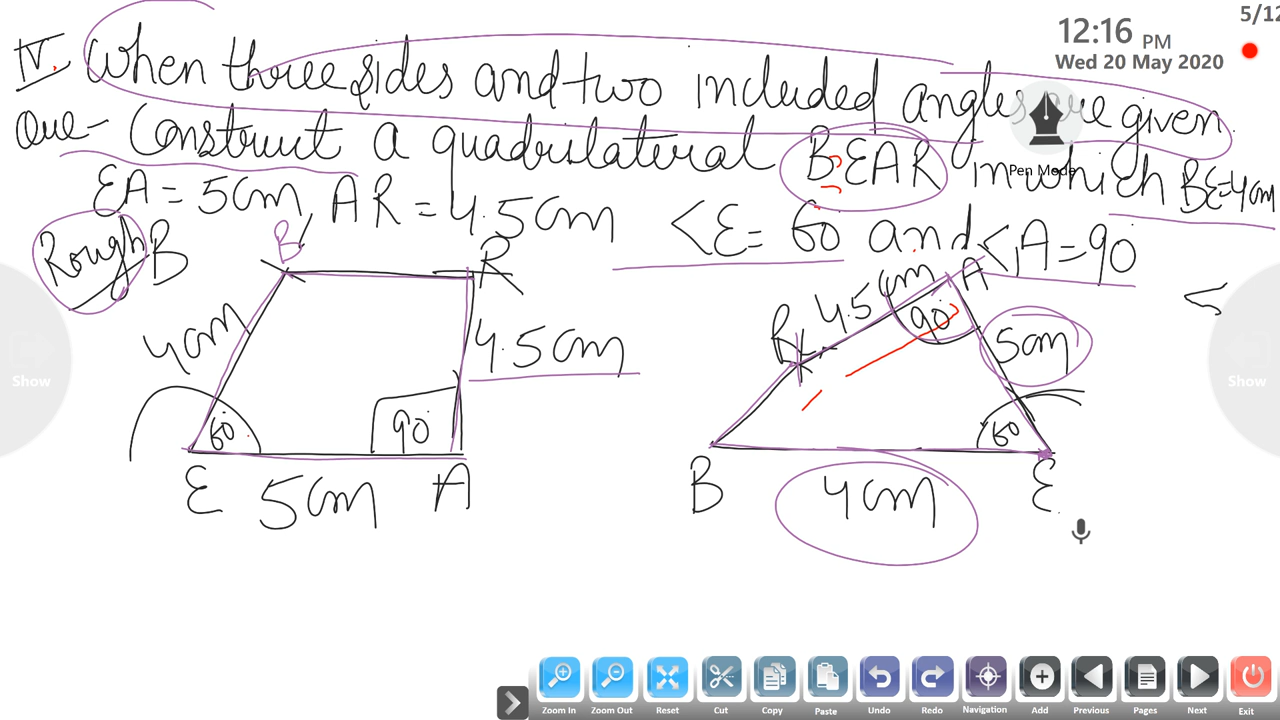 5/12
12:16 PM
Wed 20 May 2020
IV. When three sides and two included angles are given.
Que- Construct a quadrilateral BEAR in which BE=4cm
Pen Mode
EA = 5cm AR = 4.5cm <E= 60° and <A=90°
Rough B
B R
4cm 4.5cm
60° 90°
E 5cm A
A
4.5cm 90° 5cm
R
60°
B 4cm E
<
Show
Show
Zoom In Zoom Out Reset Cut Copy Paste Undo Redo Navigation Add Previous Pages Next Exit